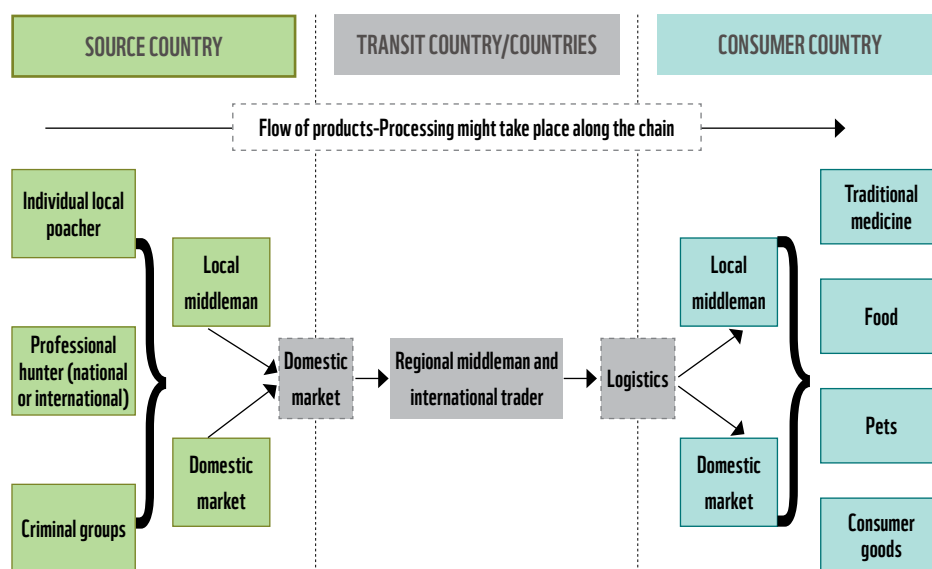 SOURCE COUNTRY
TRANSIT COUNTRY/COUNTRIES
CONSUMER COUNTRY
Flow of products-Processing might take place along the chain
Individual local
poacher
Professional
hunter (national
or international)
Criminal groups
Local
middleman
Domestic
market
Domestic
market
Regional middleman and
international trader
Logistics
Local
middleman
Domestic
market
Traditional
medicine
Food
Pets
Consumer
goods